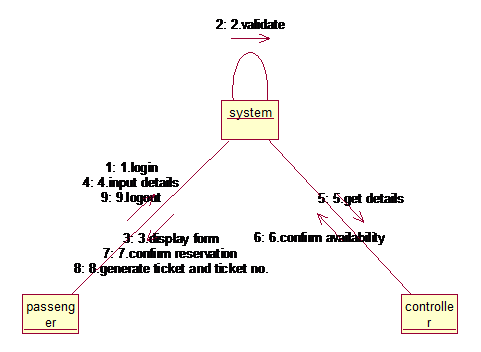 2: 2.validate
system
1: 1.login
4: 4.input details
9: 9.logout
5: 5.get details
3: 3.display form
7: 7.confirm reservation
8: 8.generate ticket and ticket no.
6: 6.confirm availability
passeng
er
controlle
r